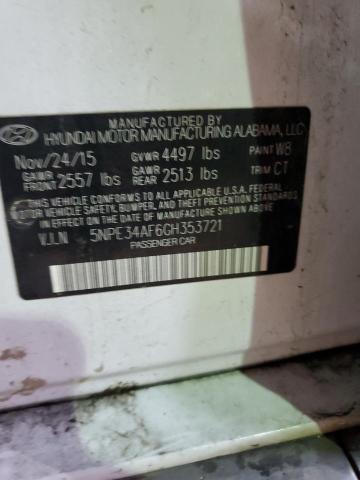 MANUFACTURED BY
HYUNDAI MOTOR MANUFACTURING ALABAMA, LLC
Nov/24/15 GVWR 4497 lbs PAINT W8
GAWR FRONT 2557 lbs GAWR REAR 2513 lbs TRIM CT
THIS VEHICLE CONFORMS TO ALL APPLICABLE U.S. FEDERAL
MOTOR VEHICLE SAFETY, BUMPER, AND THEFT PREVENTION STANDARDS
IN EFFECT ON THE DATE OF MANUFACTURE SHOWN ABOVE.
V.I.N 5NPE34AF6GH353721
PASSENGER CAR